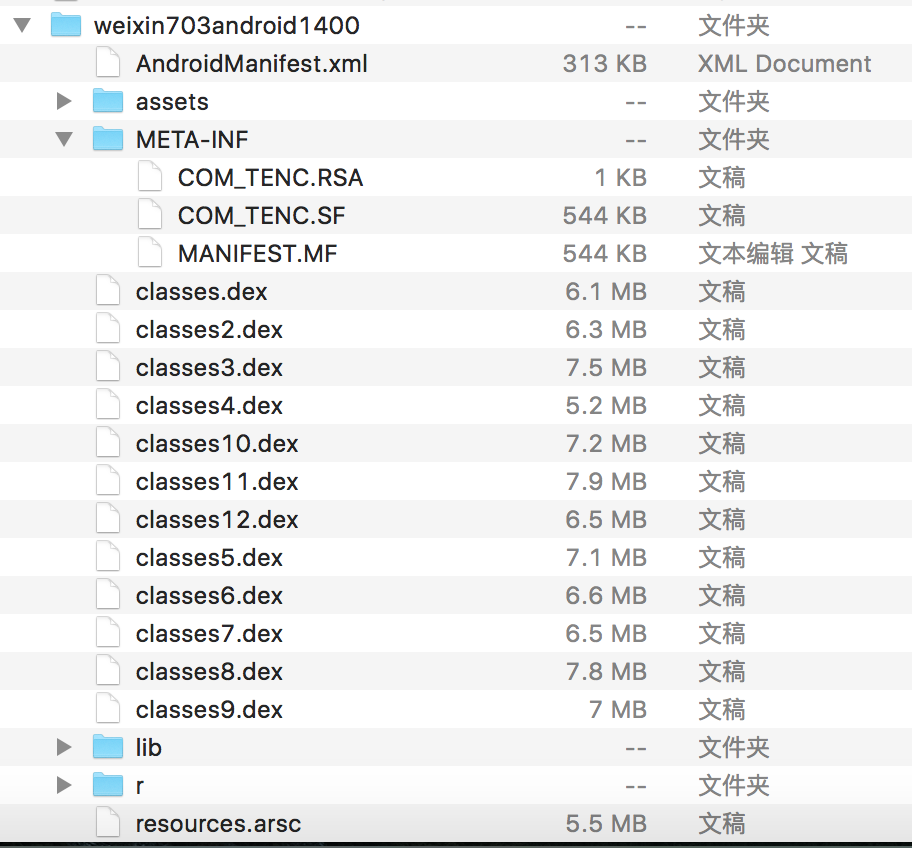 weixin703android1400 -- 文件夹
AndroidManifest.xml 313 KB XML Document
assets -- 文件夹
META-INF -- 文件夹
COM_TENC.RSA 1 KB 文稿
COM_TENC.SF 544 KB 文稿
MANIFEST.MF 544 KB 文本编辑 文稿
classes.dex 6.1 MB 文稿
classes2.dex 6.3 MB 文稿
classes3.dex 7.5 MB 文稿
classes4.dex 5.2 MB 文稿
classes10.dex 7.2 MB 文稿
classes11.dex 7.9 MB 文稿
classes12.dex 6.5 MB 文稿
classes5.dex 7.1 MB 文稿
classes6.dex 6.6 MB 文稿
classes7.dex 6.5 MB 文稿
classes8.dex 7.8 MB 文稿
classes9.dex 7 MB 文稿
lib -- 文件夹
r -- 文件夹
resources.arsc 5.5 MB 文稿